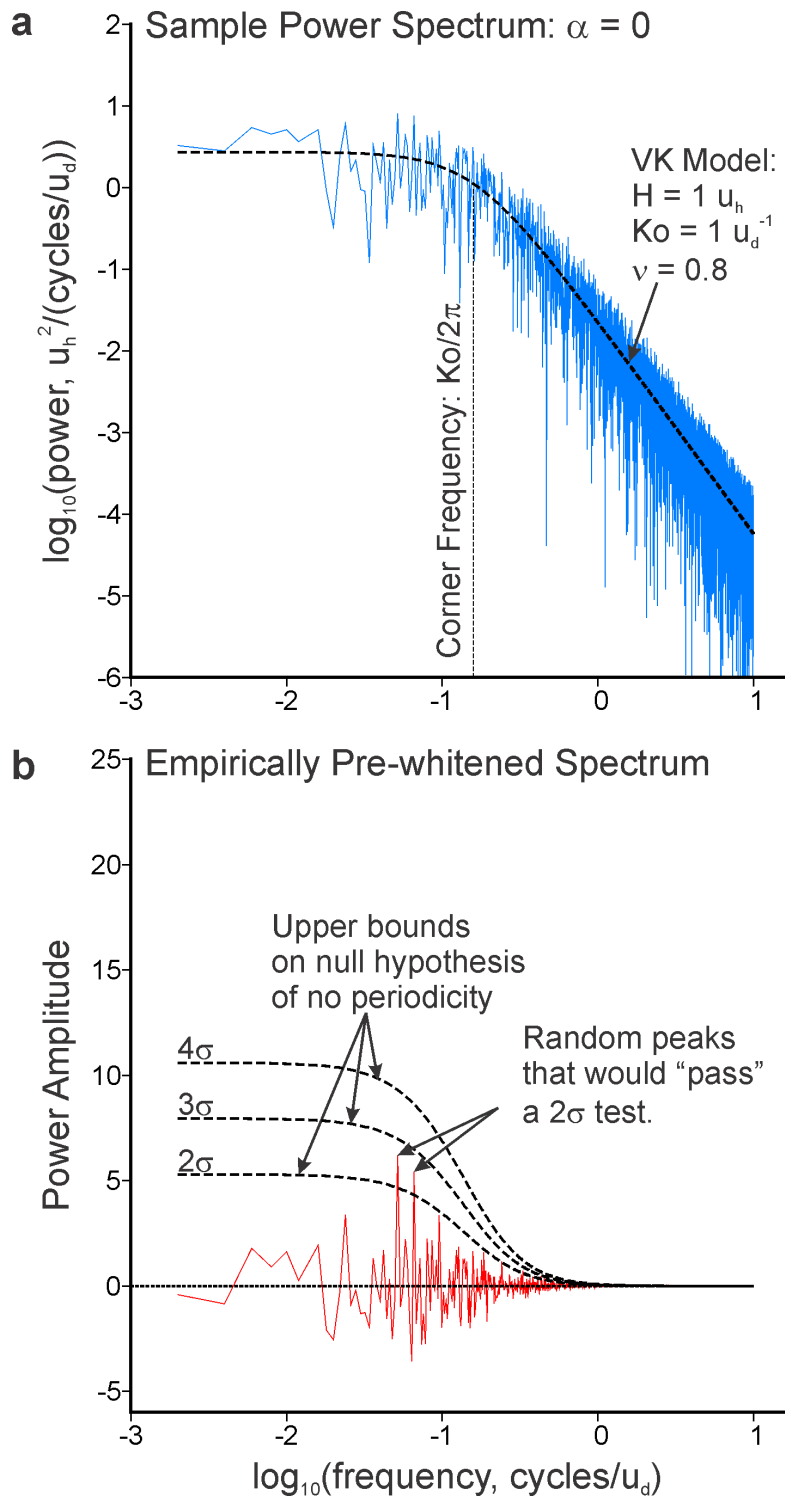 a
Sample Power Spectrum: α = 0
2
1
0
-1
-2
-3
-4
-5
-6
log₁₀(power, uₕ²/(cycles/u_d))
VK Model:
H = 1 uₕ
Ko = 1 u_d⁻¹
ν = 0.8
Corner Frequency: Ko/2π
-3
-2
-1
0
1
b
Empirically Pre-whitened Spectrum
25
20
15
10
5
0
-5
Power Amplitude
Upper bounds
on null hypothesis
of no periodicity
Random peaks
that would “pass”
a 2σ test.
4σ
3σ
2σ
-3
-2
-1
0
1
log₁₀(frequency, cycles/u_d)